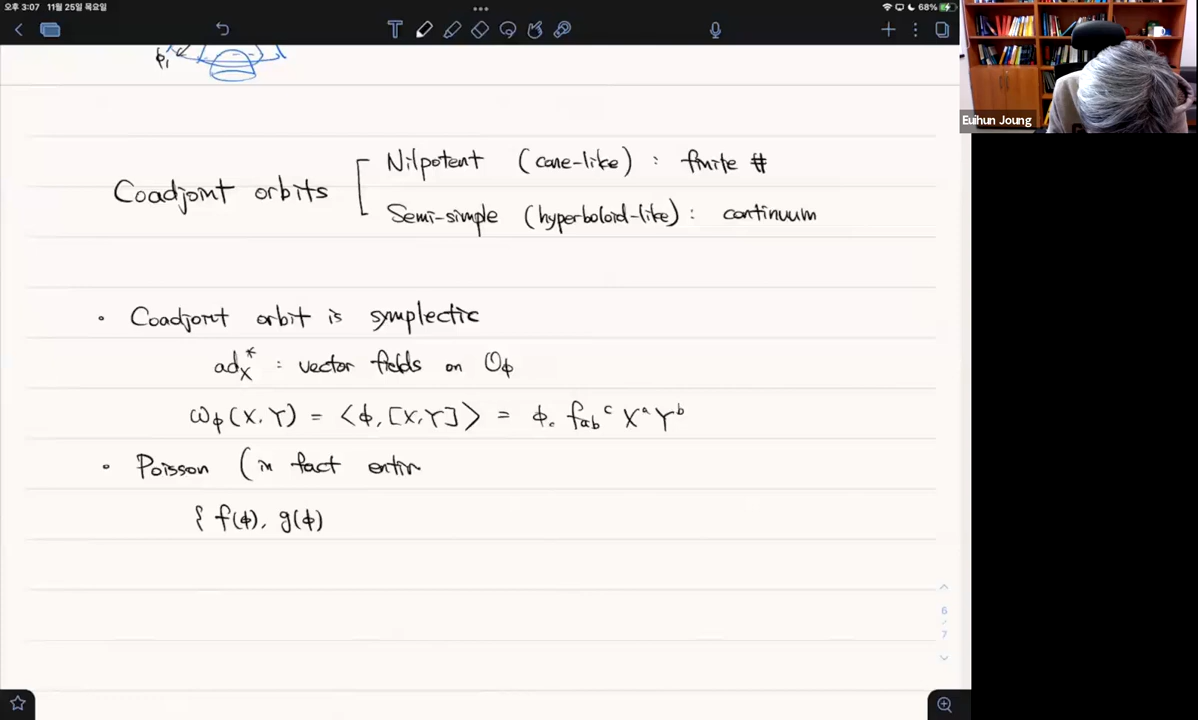 오후 3:07 11월 25일 목요일
68%
T
ϕ₁
Euihun Joung
Coadjoint orbits
Nilpotent (cone-like) : finite #
Semi-simple (hyperboloid-like) : continuum
• Coadjoint orbit is symplectic
ad*_X : vector fields on O_ϕ
ω_ϕ(X,Y) = ⟨ϕ, [X,Y]⟩ = ϕ_c f_ab^c X^a Y^b
• Poisson (in fact entir
{ f(ϕ), g(ϕ)
6
7